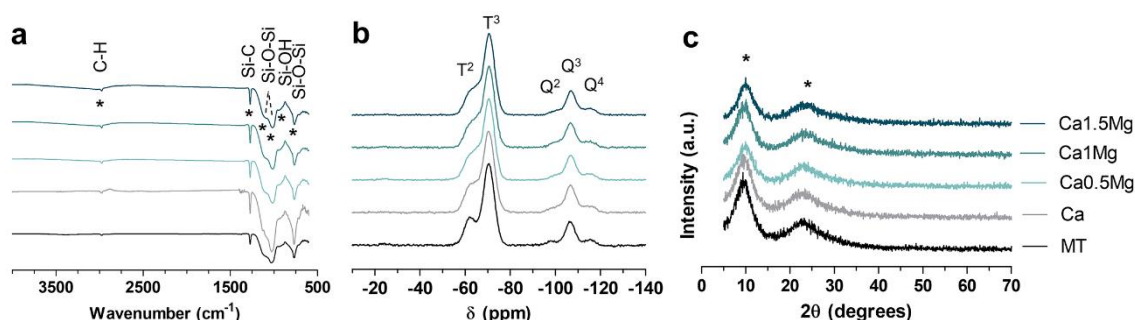 a
C-H
Si-C
Si-O-Si
Si-OH
Si-O-Si
*
*
*
*
*
*
3500
2500
1500
500
Wavenumber (cm⁻¹)
b
T³
T²
Q²
Q³
Q⁴
-20
-40
-60
-80
-100
-120
-140
δ (ppm)
c
*
*
Intensity (a.u.)
0
10
20
30
40
50
60
70
2θ (degrees)
Ca1.5Mg
Ca1Mg
Ca0.5Mg
Ca
MT